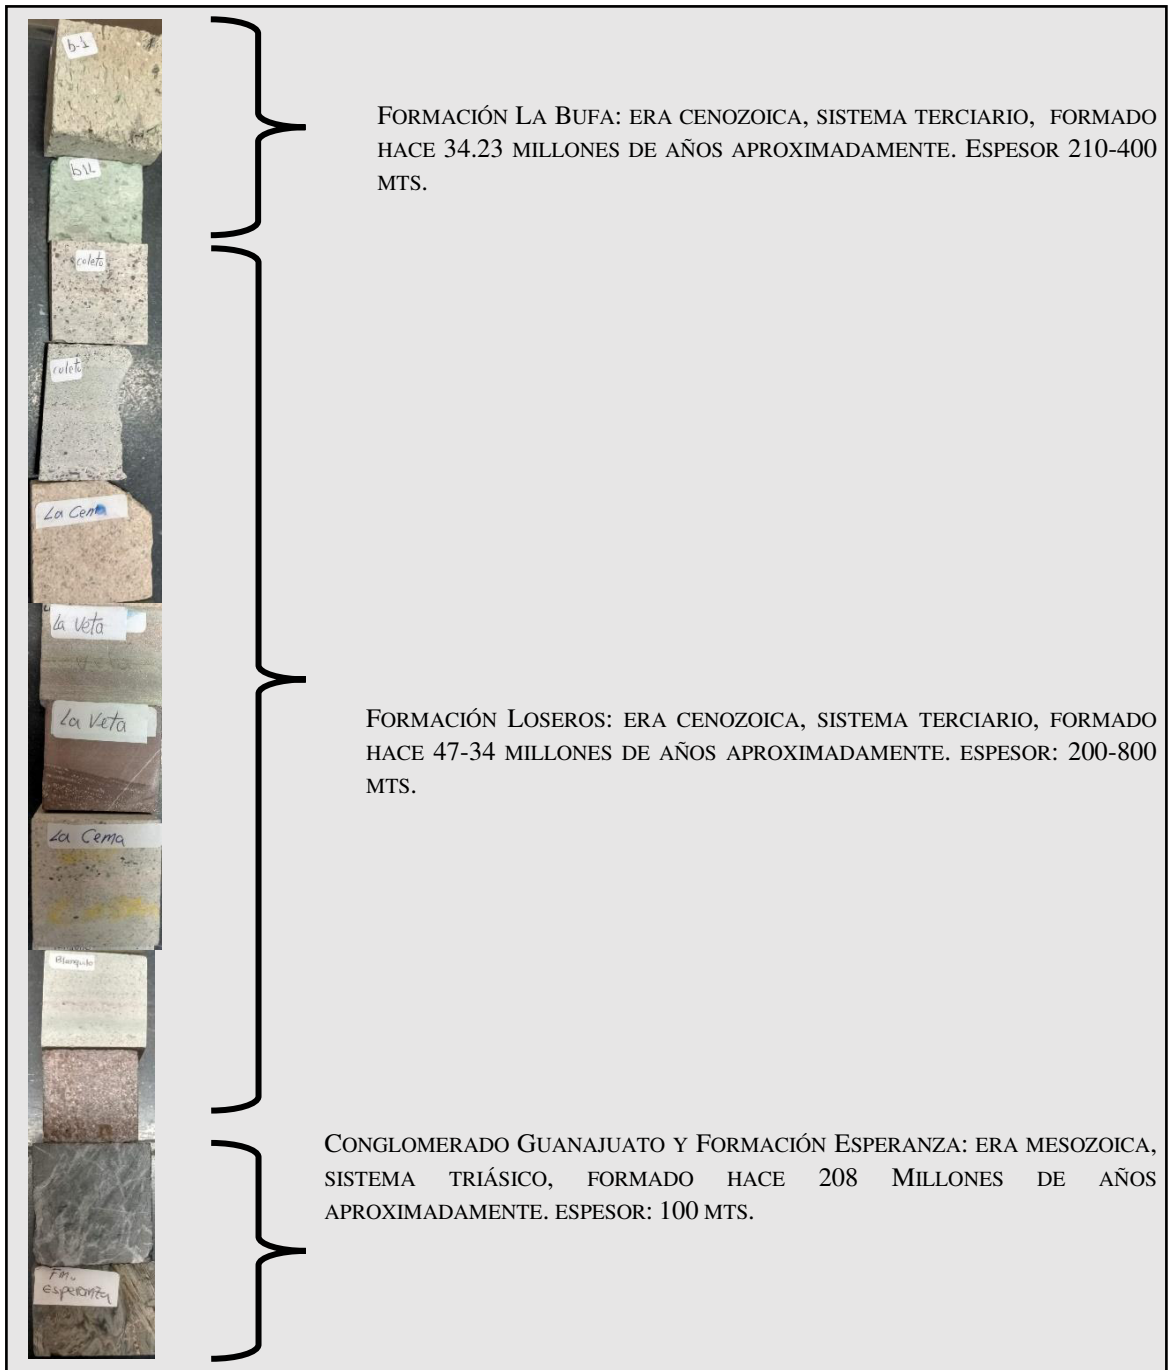 b-1
FORMACIÓN LA BUFA: ERA CENOZOICA, SISTEMA TERCIARIO, FORMADO
HACE 34.23 MILLONES DE AÑOS APROXIMADAMENTE. ESPESOR 210-400
MTS.
bLL
coleto
coleto
La Cema
La Veta
La Veta
FORMACIÓN LOSEROS: ERA CENOZOICA, SISTEMA TERCIARIO, FORMADO
HACE 47-34 MILLONES DE AÑOS APROXIMADAMENTE. ESPESOR: 200-800
MTS.
La Cema
Blanquito
CONGLOMERADO GUANAJUATO Y FORMACIÓN ESPERANZA: ERA MESOZOICA,
SISTEMA TRIÁSICO, FORMADO HACE 208 MILLONES DE AÑOS
APROXIMADAMENTE. ESPESOR: 100 MTS.
FM.
esperanza